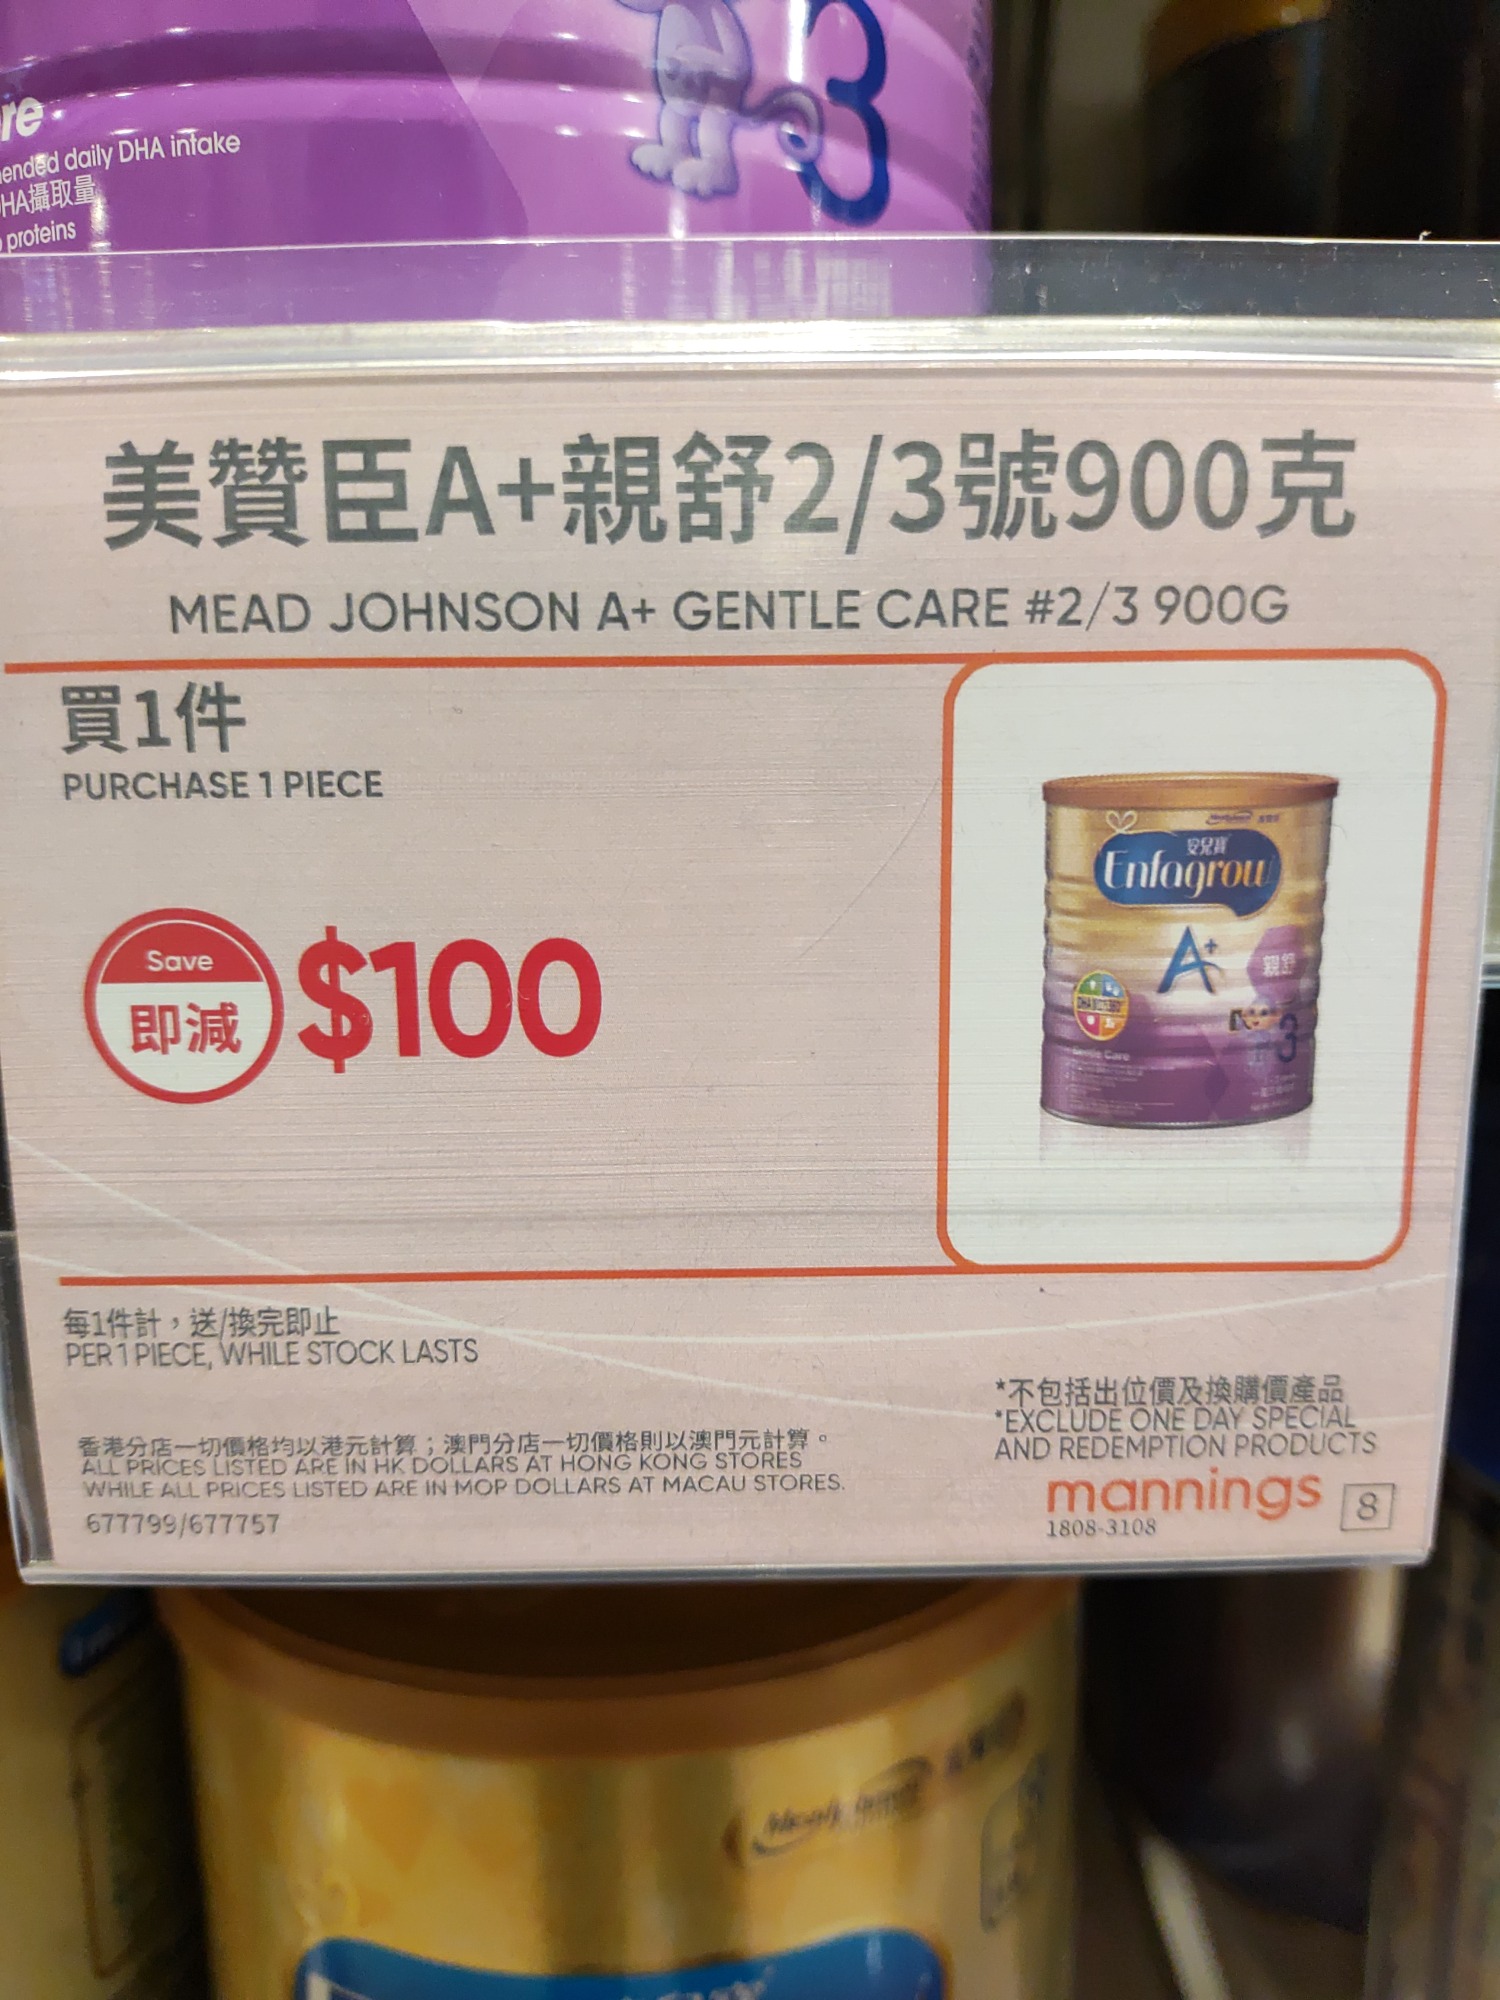 re
ended daily DHA intake
HA攝取量
proteins
3
美贊臣A+親舒2/3號900克
MEAD JOHNSON A+ GENTLE CARE #2/3 900G
買1件
PURCHASE 1 PIECE
Save
即減
$100
安兒寶
Enfagrow
A+
親舒
Gentle Care
3
每1件計，送/換完即止
PER 1 PIECE, WHILE STOCK LASTS
*不包括出位價及換購價產品
*EXCLUDE ONE DAY SPECIAL
AND REDEMPTION PRODUCTS
香港分店一切價格均以港元計算；澳門分店一切價格則以澳門元計算。
ALL PRICES LISTED ARE IN HK DOLLARS AT HONG KONG STORES
WHILE ALL PRICES LISTED ARE IN MOP DOLLARS AT MACAU STORES.
677799/677757
mannings
8
1808-3108